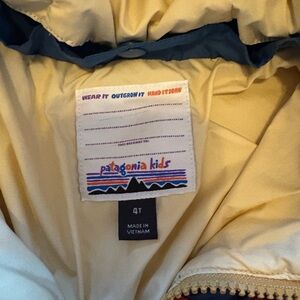 WEAR IT OUTGROW IT HAND IT DOWN
patagonia kids
4T
MADE IN
VIETNAM